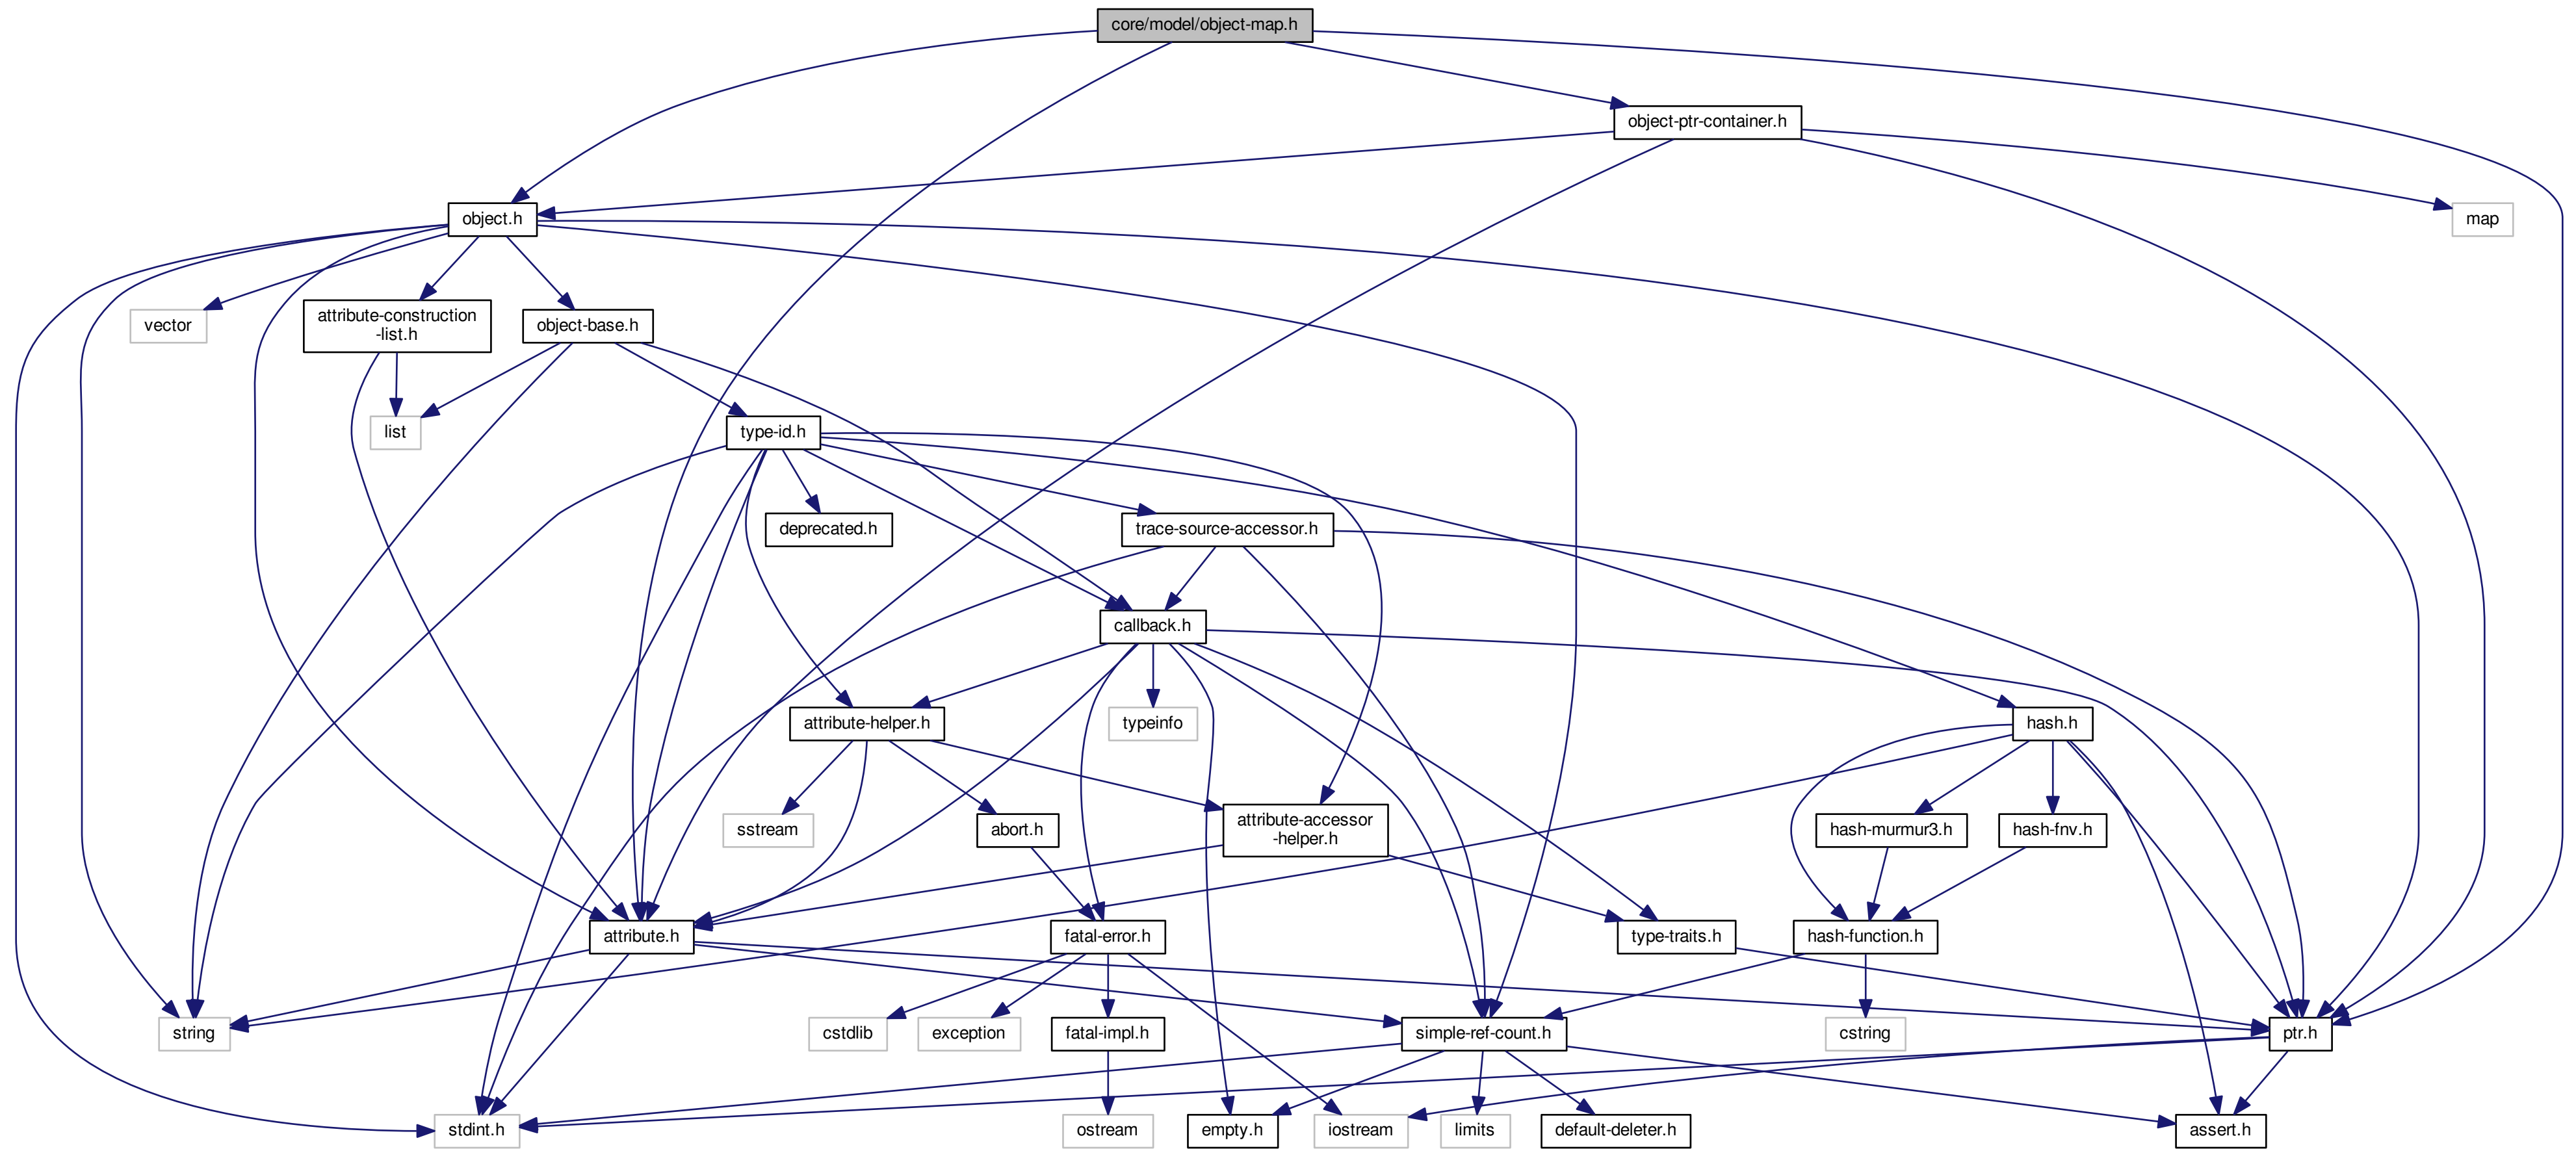 core/model/object-map.h
object-ptr-container.h
object.h
map
vector
attribute-construction
-list.h
object-base.h
list
type-id.h
deprecated.h
trace-source-accessor.h
callback.h
attribute-helper.h
typeinfo
hash.h
sstream
abort.h
attribute-accessor
-helper.h
hash-murmur3.h
hash-fnv.h
attribute.h
fatal-error.h
type-traits.h
hash-function.h
string
cstdlib
exception
fatal-impl.h
simple-ref-count.h
cstring
ptr.h
stdint.h
ostream
empty.h
iostream
limits
default-deleter.h
assert.h